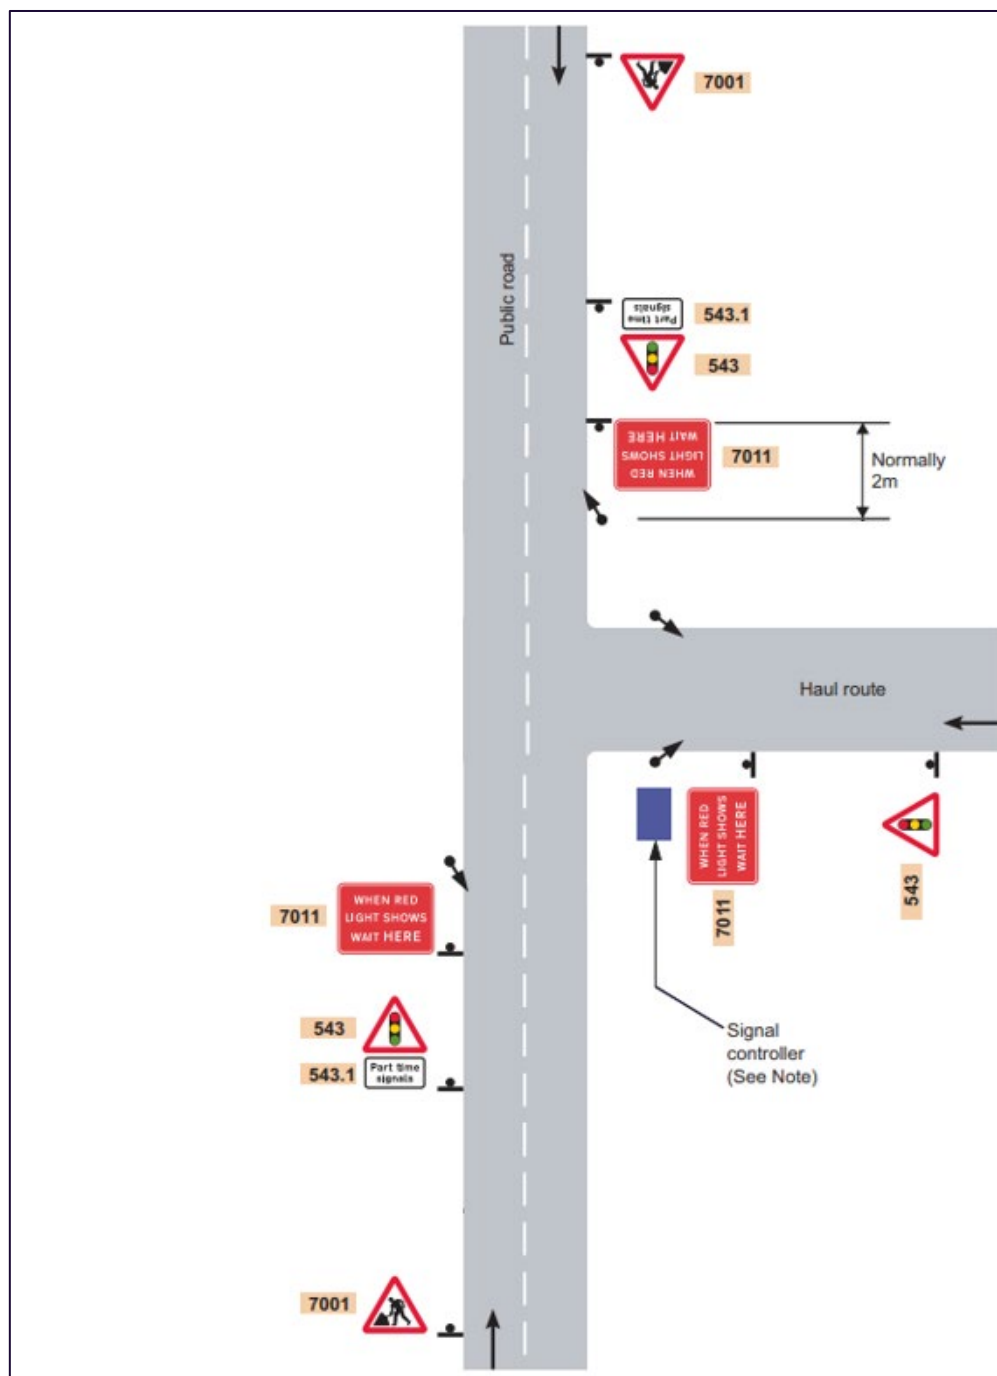 7001
Public road
Part time
signals
543.1
543
WHEN RED
LIGHT SHOWS
WAIT HERE
7011
Normally
2m
Haul route
WHEN RED
LIGHT SHOWS
WAIT HERE
7011
543
WHEN RED
LIGHT SHOWS
WAIT HERE
7011
Signal
controller
(See Note)
543
543.1
Part time
signals
7001